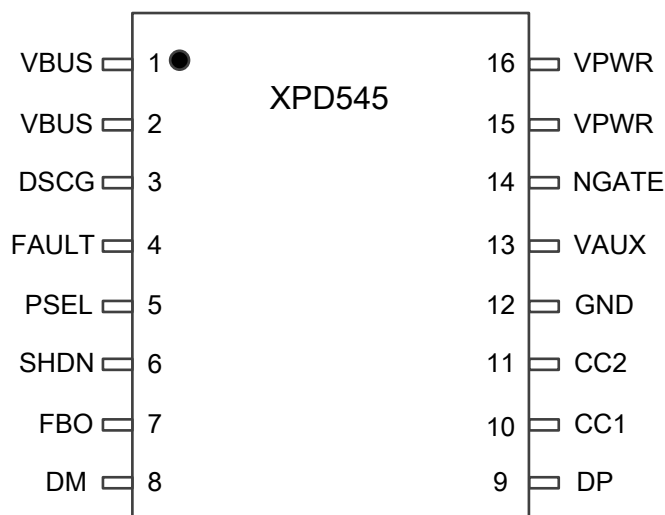 XPD545
VBUS 1 16 VPWR
VBUS 2 15 VPWR
DSCG 3 14 NGATE
FAULT 4 13 VAUX
PSEL 5 12 GND
SHDN 6 11 CC2
FBO 7 10 CC1
DM 8 9 DP